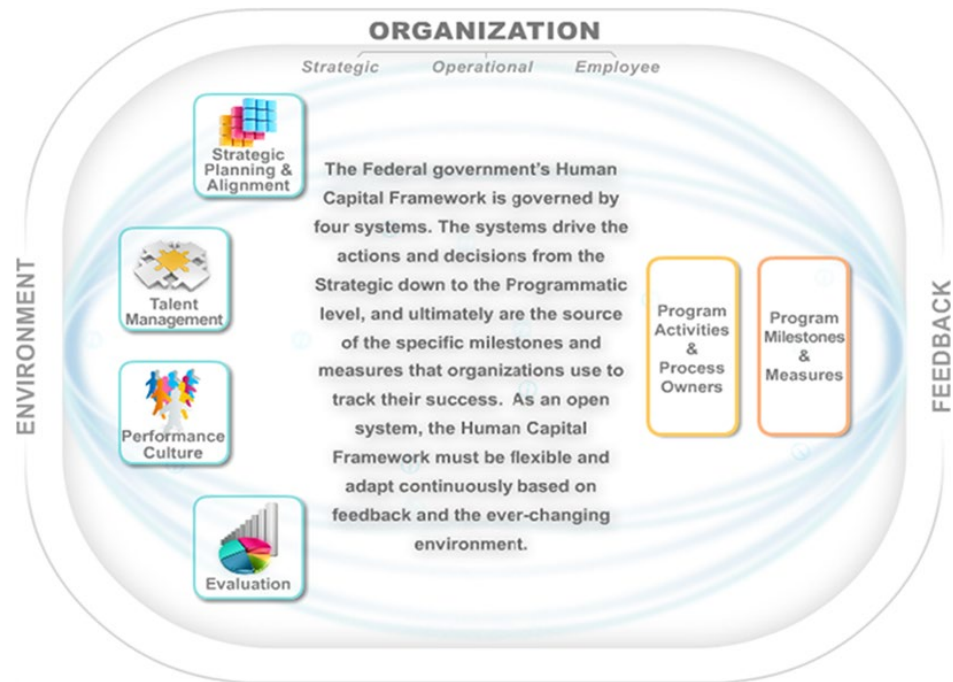 ORGANIZATION
Strategic Operational Employee
Strategic
Planning &
Alignment
Talent
Management
Performance
Culture
Evaluation
The Federal government's Human
Capital Framework is governed by
four systems. The systems drive the
actions and decisions from the
Strategic down to the Programmatic
level, and ultimately are the source
of the specific milestones and
measures that organizations use to
track their success. As an open
system, the Human Capital
Framework must be flexible and
adapt continuously based on
feedback and the ever-changing
environment.
Program
Activities
&
Process
Owners
Program
Milestones
&
Measures
ENVIRONMENT
FEEDBACK